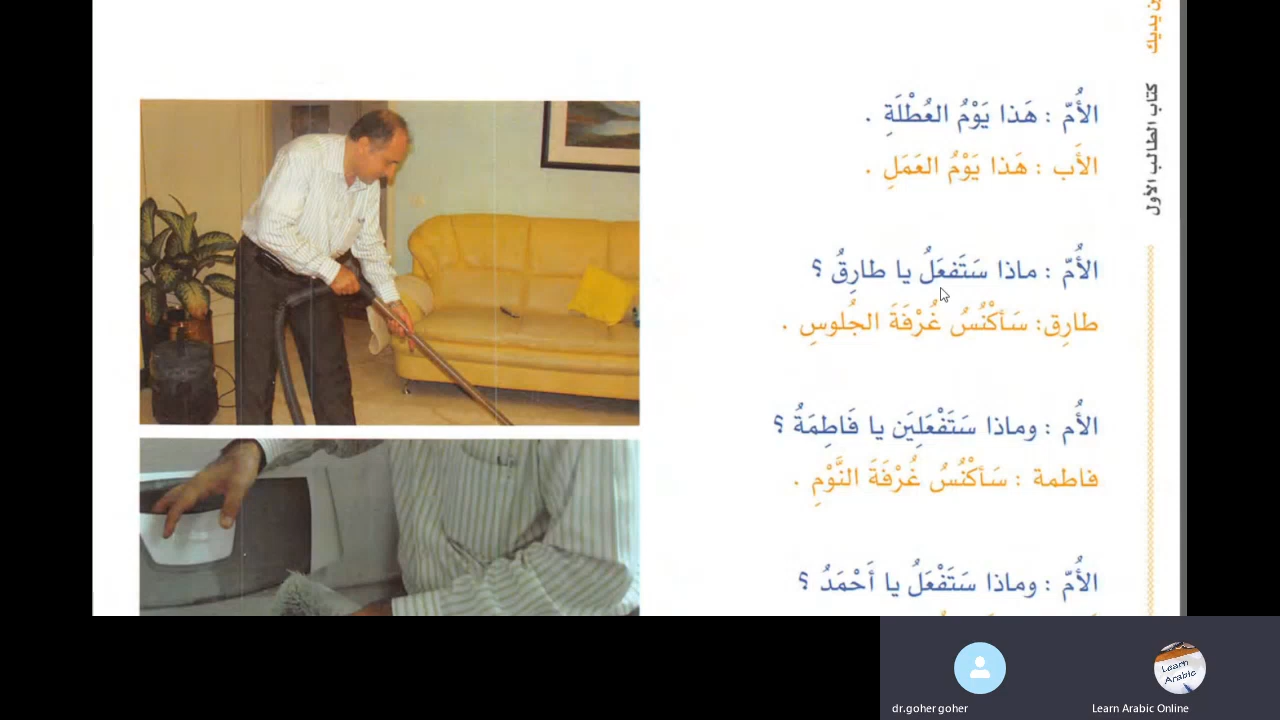 ين يديك
كتاب الطالب الأول
الأُمّ : هَذا يَوْمُ العُطْلَةِ .
الأَب : هَذا يَوْمُ العَمَلِ .
الأُمّ : ماذا سَتَفعَلُ يا طارِقُ ؟
طارِق: سَأكْنُسُ غُرْفَةَ الجُلوسِ .
الأُم : وماذا سَتَفْعَلِيَن يا فَاطِمَةُ ؟
فاطمة : سَأكْنُسُ غُرْفَةَ النَّوْمِ .
الأُمّ : وماذا سَتَفْعَلُ يا أَحْمَدُ ؟
dr.goher goher
Learn Arabic
Learn Arabic Online